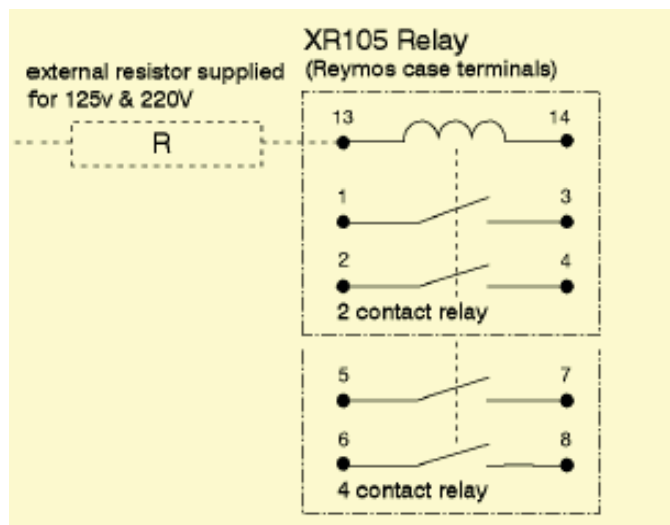 XR105 Relay
(Reymos case terminals)
external resistor supplied
for 125v & 220V
R
13 14
1 3
2 4
2 contact relay
5 7
6 8
4 contact relay